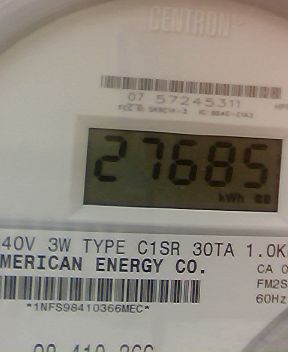 CENTRON
07 57245311
27685
kWh
40V 3W TYPE C1SR 30TA 1.0K
MERICAN ENERGY CO.
CA 0
FM2S
60Hz
*1NFS98410366MEC*